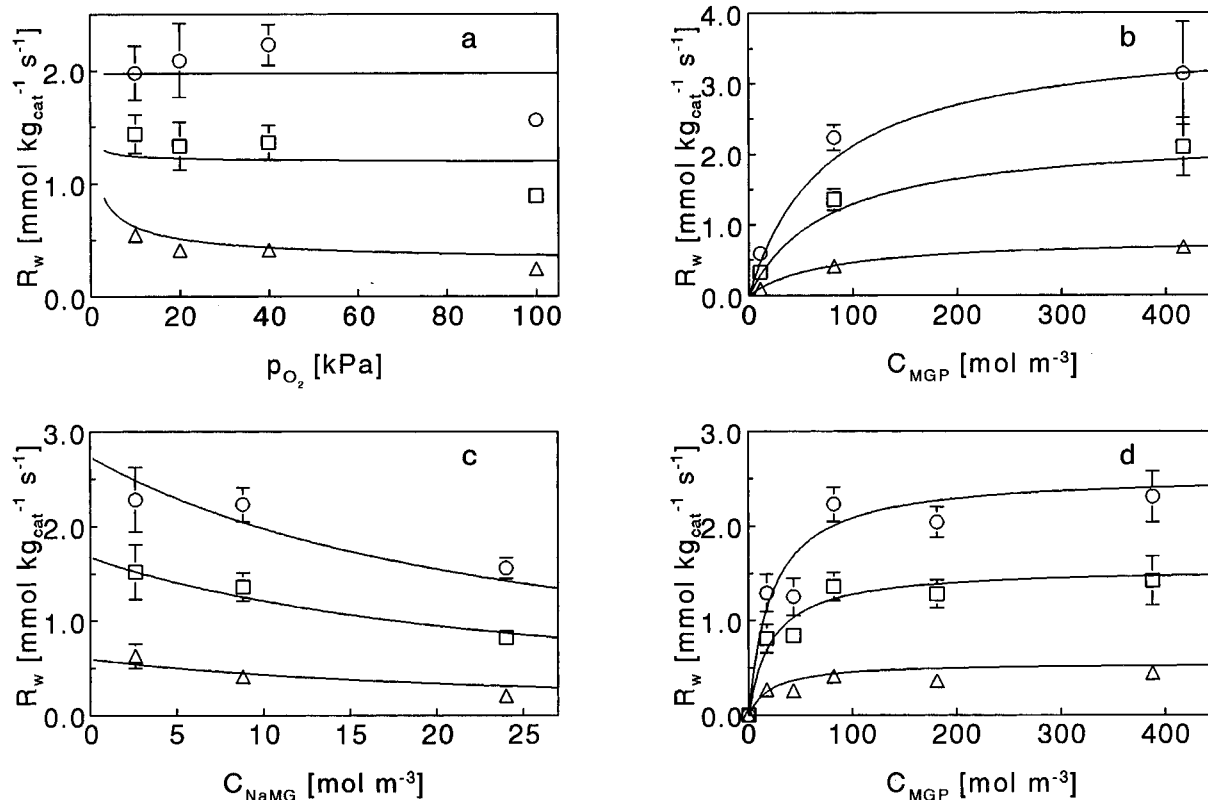 a
R_w [mmol kg_cat^-1 s^-1]
2.0
1.0
0.0
0 20 40 60 80 100
p_O₂ [kPa]
b
R_w [mmol kg_cat^-1 s^-1]
4.0
3.0
2.0
1.0
0.0
0 100 200 300 400
C_MGP [mol m^-3]
c
R_w [mmol kg_cat^-1 s^-1]
3.0
2.0
1.0
0.0
0 5 10 15 20 25
C_NaMG [mol m^-3]
d
R_w [mmol kg_cat^-1 s^-1]
3.0
2.0
1.0
0.0
0 100 200 300 400
C_MGP [mol m^-3]